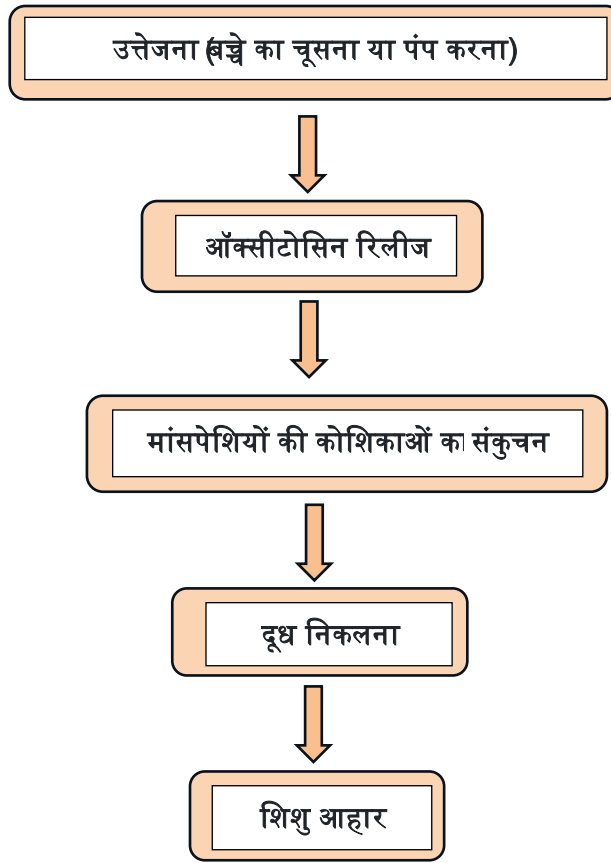 उत्तेजना (बच्चे का चूसना या पंप करना)
ऑक्सीटोसिन रिलीज
मांसपेशियों की कोशिकाओं का संकुचन
दूध निकलना
शिशु आहार